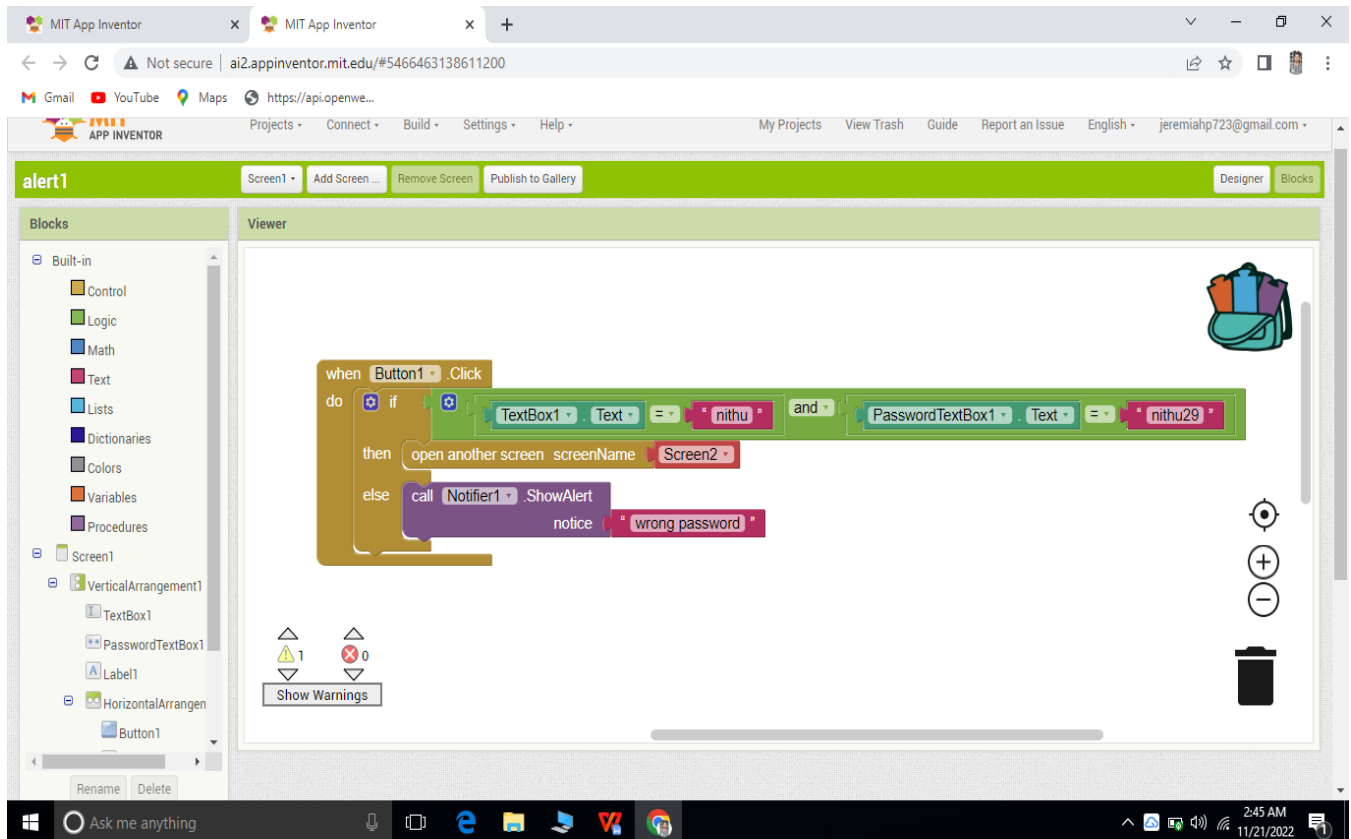 MIT App Inventor
MIT App Inventor
Not secure | ai2.appinventor.mit.edu/#5466463138611200
Gmail YouTube Maps https://api.openwe...
MIT
APP INVENTOR
Projects Connect Build Settings Help My Projects View Trash Guide Report an Issue English jeremiahp723@gmail.com
alert1 Screen1 Add Screen ... Remove Screen Publish to Gallery Designer Blocks
Blocks Viewer
Built-in
Control
Logic
Math
Text
Lists
Dictionaries
Colors
Variables
Procedures
Screen1
VerticalArrangement1
TextBox1
PasswordTextBox1
Label1
HorizontalArrangen
Button1
Rename Delete
when Button1 .Click
do if TextBox1 . Text = " nithu " and PasswordTextBox1 . Text = " nithu29 "
then open another screen screenName Screen2
else call Notifier1 .ShowAlert
notice " wrong password "
1 0
Show Warnings
Ask me anything
2:45 AM
11/21/2022
1